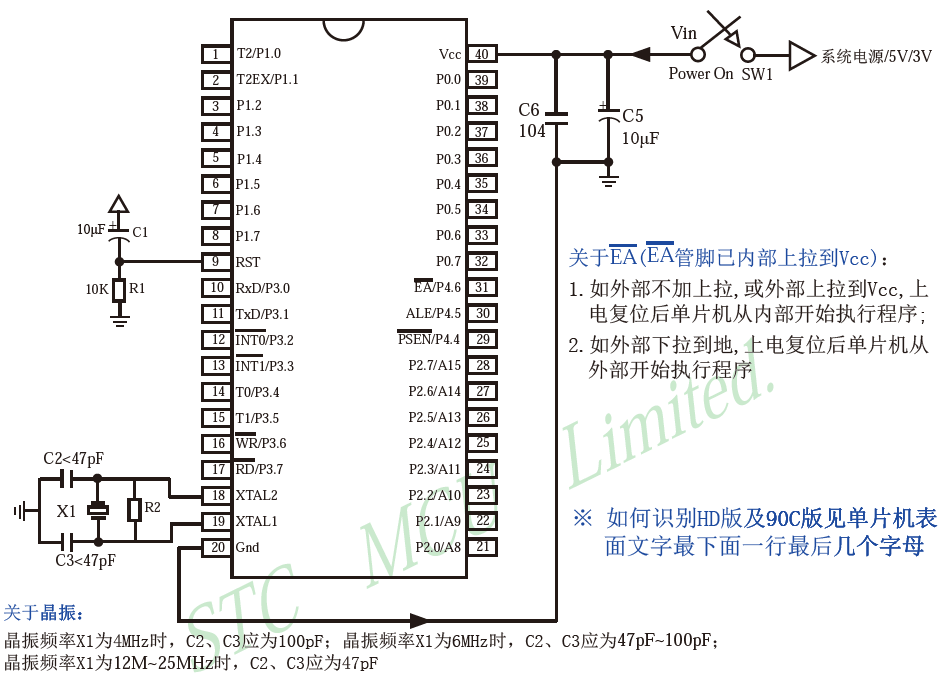 Vin
Power On SW1
系统电源/5V/3V
1 T2/P1.0
2 T2EX/P1.1
3 P1.2
4 P1.3
5 P1.4
6 P1.5
7 P1.6
8 P1.7
9 RST
10 RxD/P3.0
11 TxD/P3.1
12 INT0/P3.2
13 INT1/P3.3
14 T0/P3.4
15 T1/P3.5
16 WR/P3.6
17 RD/P3.7
18 XTAL2
19 XTAL1
20 Gnd
Vcc 40
P0.0 39
P0.1 38
P0.2 37
P0.3 36
P0.4 35
P0.5 34
P0.6 33
P0.7 32
EA/P4.6 31
ALE/P4.5 30
PSEN/P4.4 29
P2.7/A15 28
P2.6/A14 27
P2.5/A13 26
P2.4/A12 25
P2.3/A11 24
P2.2/A10 23
P2.1/A9 22
P2.0/A8 21
C6
104
+
C5
10μF
10μF + C1
10K R1
C2<47pF
X1
R2
C3<47pF
关于EA(EA管脚已内部上拉到Vcc):
1. 如外部不加上拉,或外部上拉到Vcc,上
电复位后单片机从内部开始执行程序;
2. 如外部下拉到地,上电复位后单片机从
外部开始执行程序
※ 如何识别HD版及90C版见单片机表
面文字最下面一行最后几个字母
STC MCU Limited.
关于晶振:
晶振频率X1为4MHz时, C2、C3应为100pF; 晶振频率X1为6MHz时, C2、C3应为47pF~100pF;
晶振频率X1为12M~25MHz时, C2、C3应为47pF